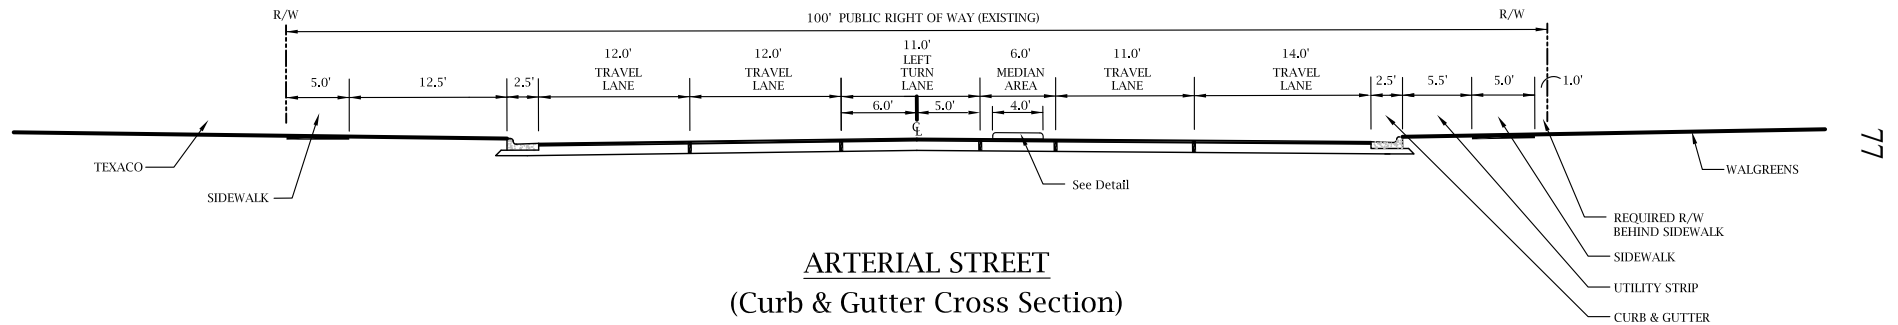 R/W
100' PUBLIC RIGHT OF WAY (EXISTING)
R/W
5.0'
12.5'
2.5'
12.0'
TRAVEL
LANE
12.0'
TRAVEL
LANE
11.0'
LEFT
TURN
LANE
6.0'
MEDIAN
AREA
11.0'
TRAVEL
LANE
14.0'
TRAVEL
LANE
2.5'
5.5'
5.0'
1.0'
6.0'
5.0'
4.0'
CL
TEXACO
SIDEWALK
See Detail
WALGREENS
REQUIRED R/W
BEHIND SIDEWALK
SIDEWALK
UTILITY STRIP
CURB & GUTTER
77
ARTERIAL STREET
(Curb & Gutter Cross Section)